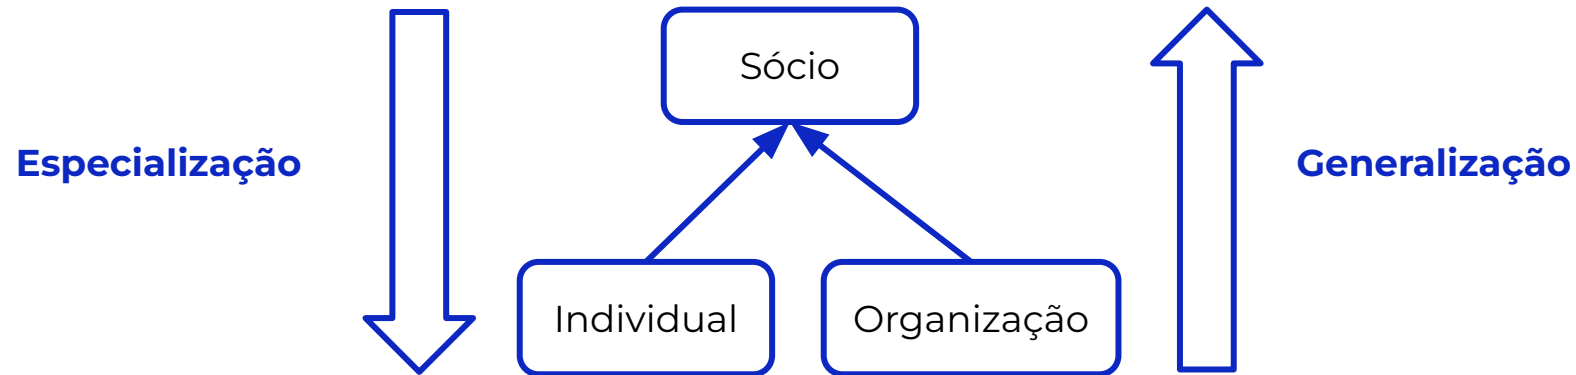 Sócio
Especialização
Generalização
Individual
Organização